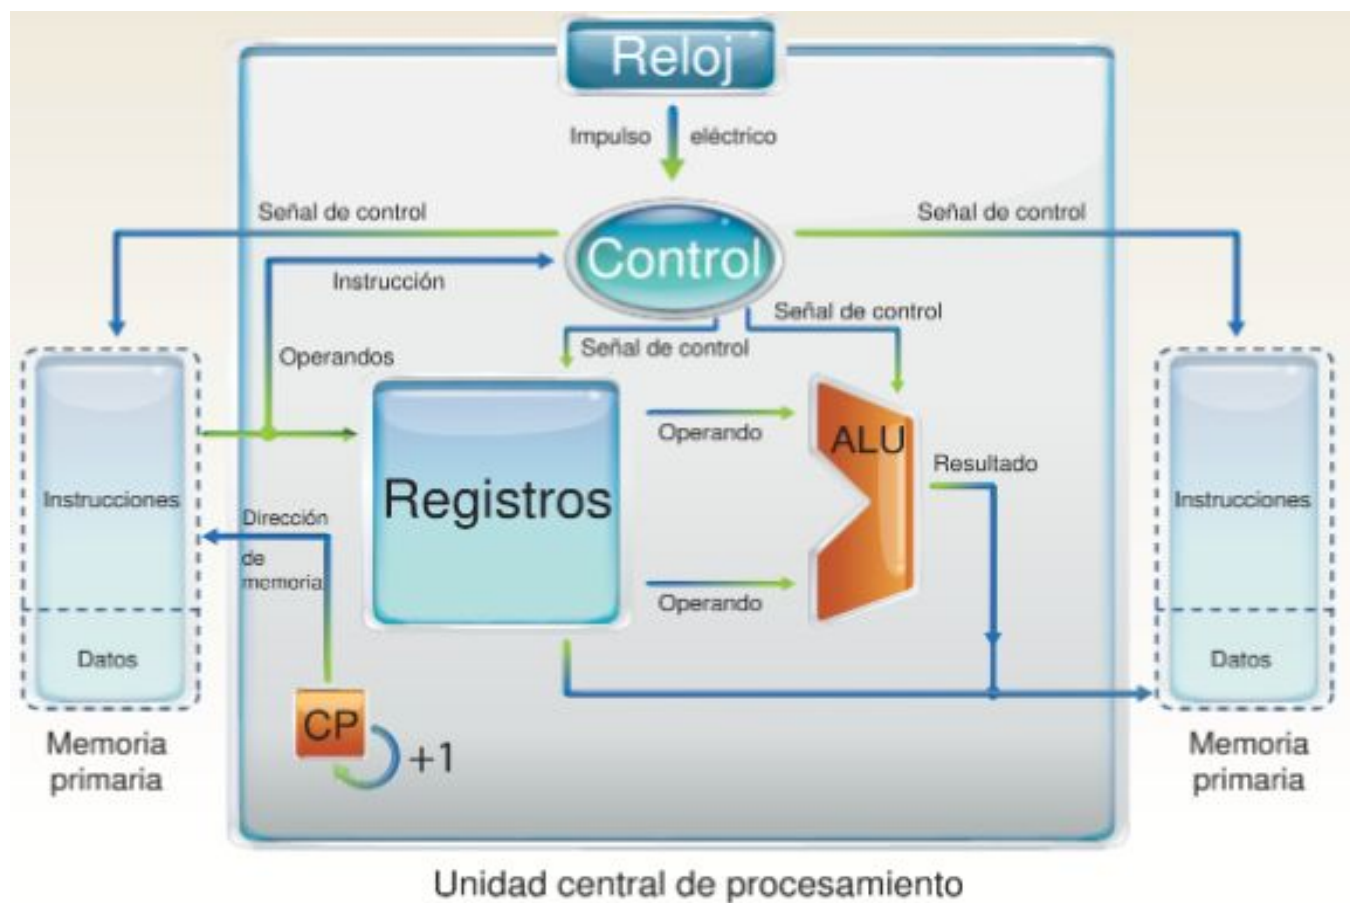 Reloj
Impulso eléctrico
Señal de control
Señal de control
Control
Instrucción
Señal de control
Señal de control
Operandos
Operando
ALU
Resultado
Registros
Instrucciones
Instrucciones
Dirección
de
memoria
Operando
Datos
Datos
CP
+1
Memoria
primaria
Memoria
primaria
Unidad central de procesamiento